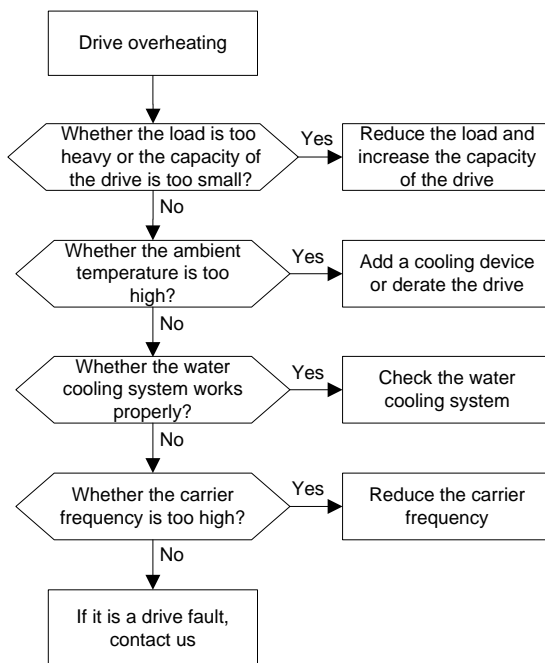 Drive overheating
Whether the load is too
heavy or the capacity of
the drive is too small?
Yes
Reduce the load and
increase the capacity
of the drive
No
Whether the ambient
temperature is too
high?
Yes
Add a cooling device
or derate the drive
No
Whether the water
cooling system works
properly?
Yes
Check the water
cooling system
No
Whether the carrier
frequency is too high?
Yes
Reduce the carrier
frequency
No
If it is a drive fault,
contact us